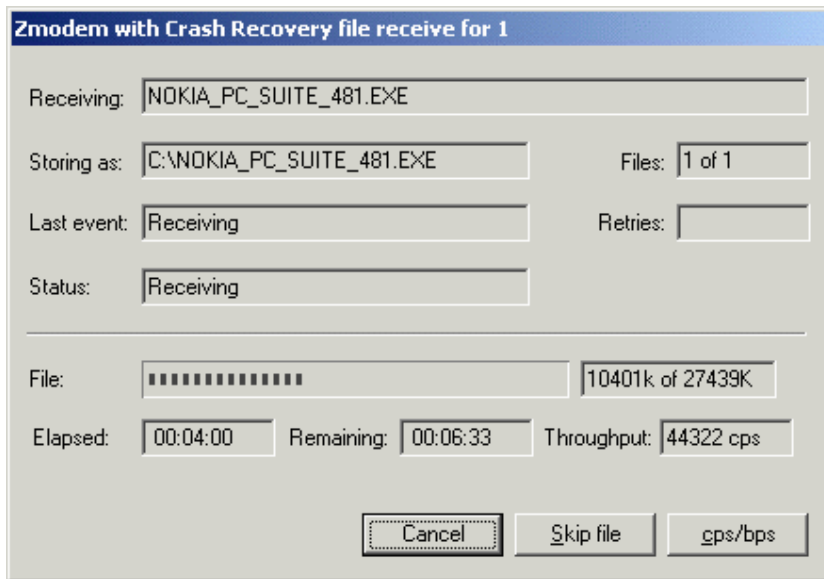 Zmodem with Crash Recovery file receive for 1
Receiving: NOKIA_PC_SUITE_481.EXE
Storing as: C:\NOKIA_PC_SUITE_481.EXE Files: 1 of 1
Last event: Receiving Retries:
Status: Receiving
File: 10401k of 27439K
Elapsed: 00:04:00 Remaining: 00:06:33 Throughput: 44322 cps
Cancel Skip file cps/bps